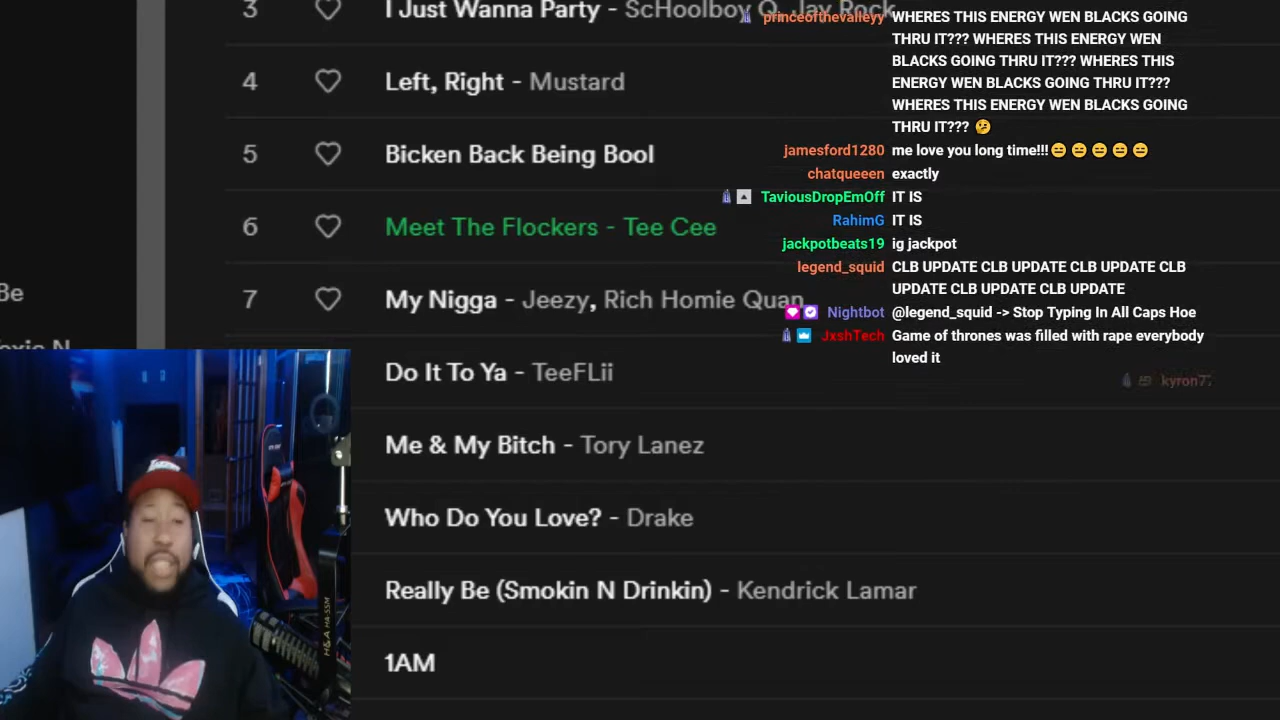 3 I Just Wanna Party - ScHoolboy Q, Jay Rock
4 Left, Right - Mustard
5 Bicken Back Being Bool
6 Meet The Flockers - Tee Cee
7 My Nigga - Jeezy, Rich Homie Quan
Do It To Ya - TeeFLii
Me & My Bitch - Tory Lanez
Who Do You Love? - Drake
Really Be (Smokin N Drinkin) - Kendrick Lamar
1AM
Be
princeofthevalleyy WHERES THIS ENERGY WEN BLACKS GOING
THRU IT??? WHERES THIS ENERGY WEN
BLACKS GOING THRU IT??? WHERES THIS
ENERGY WEN BLACKS GOING THRU IT???
WHERES THIS ENERGY WEN BLACKS GOING
THRU IT??? 🤔
jamesford1280 me love you long time!!!😑 😑 😑 😑 😑
chatqueeen exactly
TaviousDropEmOff IT IS
RahimG IT IS
jackpotbeats19 ig jackpot
legend_squid CLB UPDATE CLB UPDATE CLB UPDATE CLB
UPDATE CLB UPDATE CLB UPDATE
Nightbot @legend_squid -> Stop Typing In All Caps Hoe
JxshTech Game of thrones was filled with rape everybody
loved it